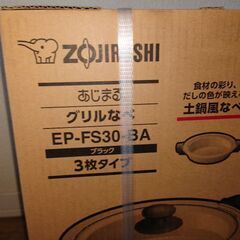 ZOJIRUSHI
あじまる
グリルなべ
EP-FS30-BA
ブラック
3枚タイプ
食材の彩り、
だしの色が映え
土鍋風なべ